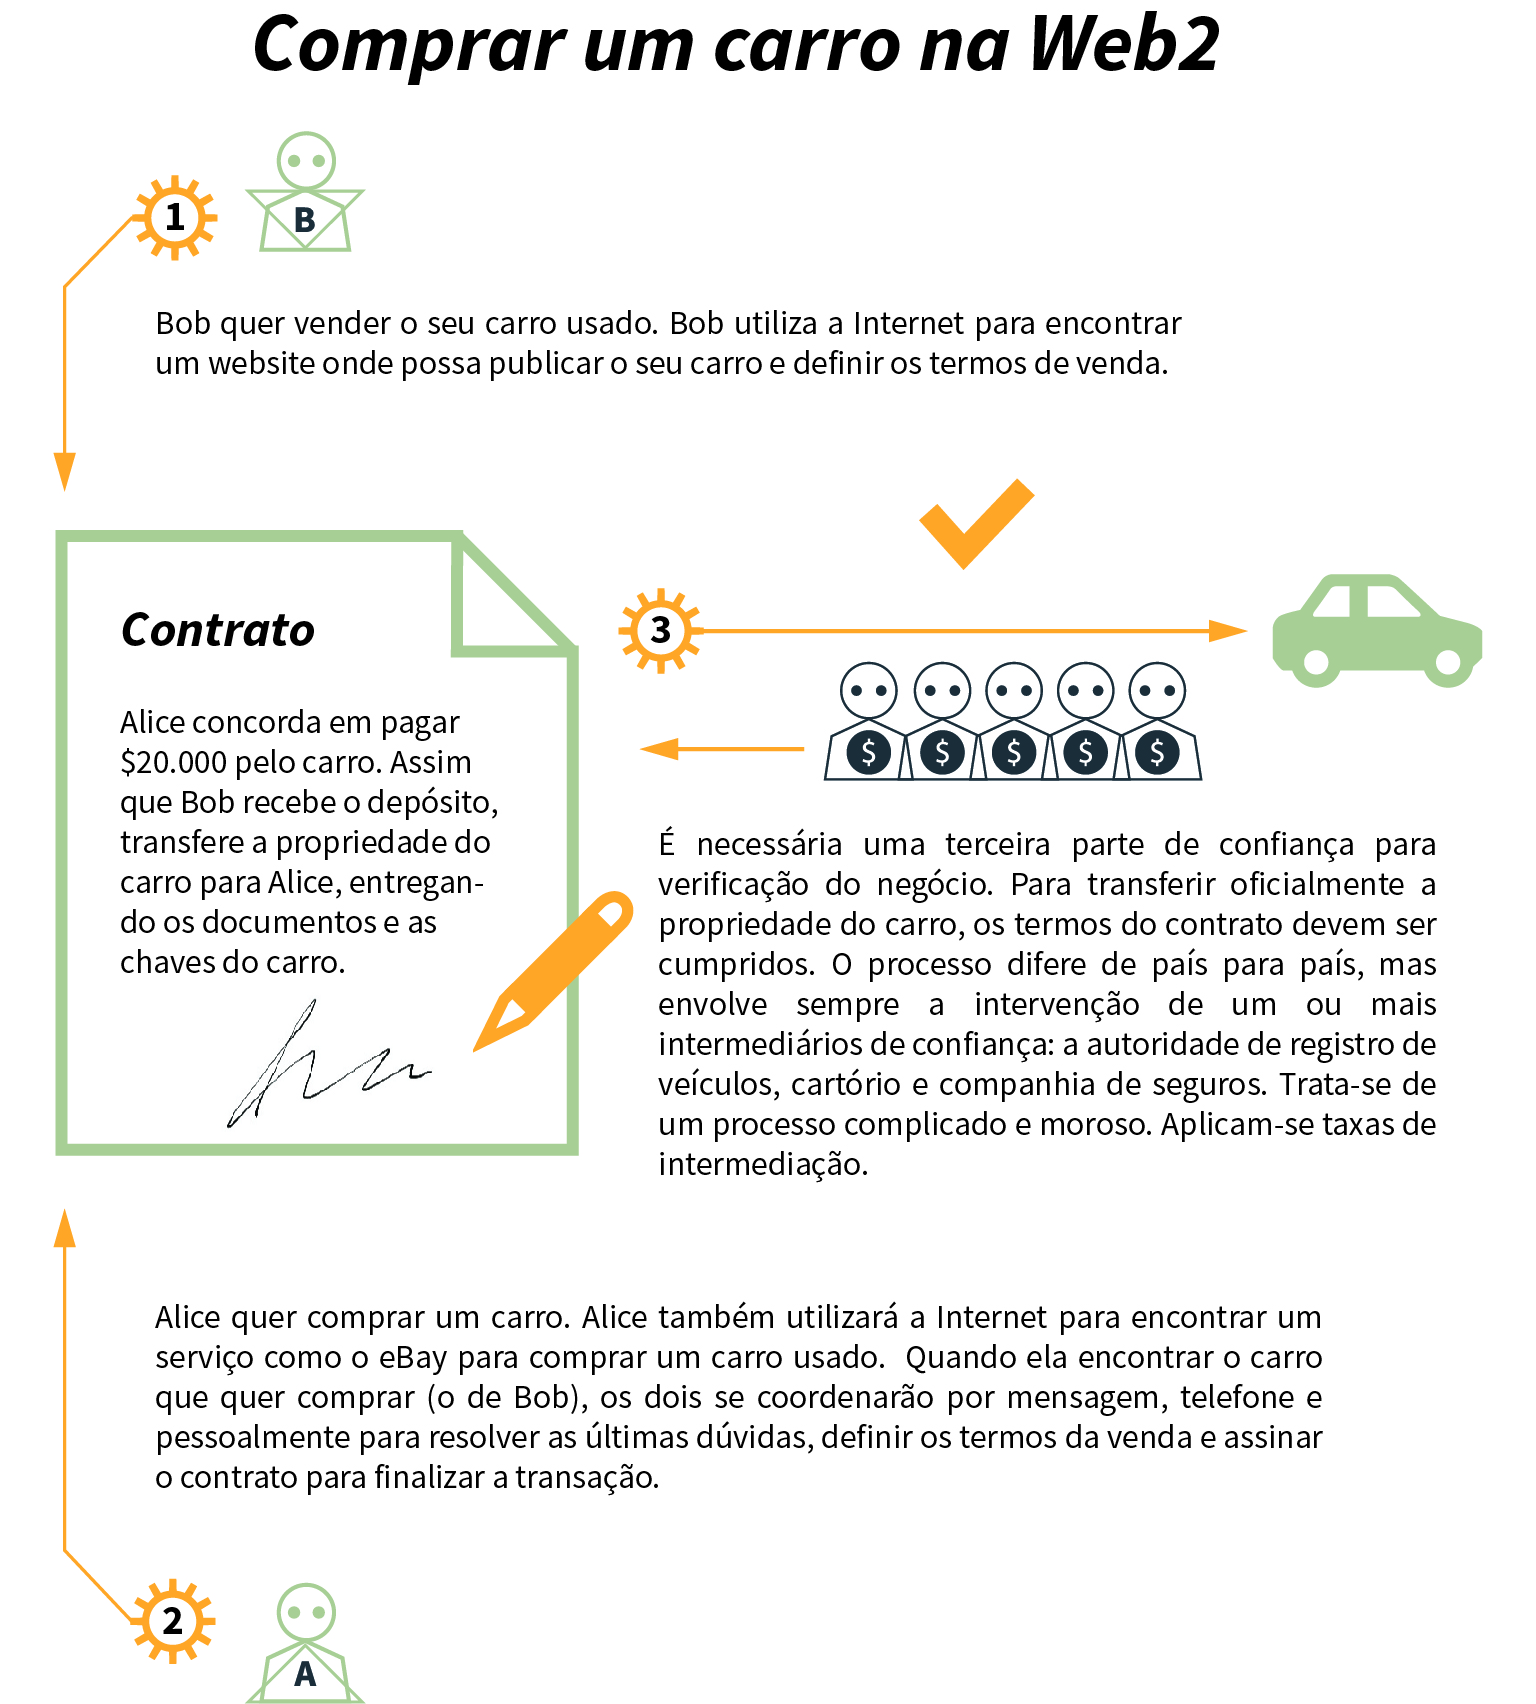 Comprar um carro na Web2
1
B
Bob quer vender o seu carro usado. Bob utiliza a Internet para encontrar
um website onde possa publicar o seu carro e definir os termos de venda.
Contrato
Alice concorda em pagar
$20.000 pelo carro. Assim
que Bob recebe o depósito,
transfere a propriedade do
carro para Alice, entregan-
do os documentos e as
chaves do carro.
3
$ $ $ $ $
É necessária uma terceira parte de confiança para
verificação do negócio. Para transferir oficialmente a
propriedade do carro, os termos do contrato devem ser
cumpridos. O processo difere de país para país, mas
envolve sempre a intervenção de um ou mais
intermediários de confiança: a autoridade de registro de
veículos, cartório e companhia de seguros. Trata-se de
um processo complicado e moroso. Aplicam-se taxas de
intermediação.
Alice quer comprar um carro. Alice também utilizará a Internet para encontrar um
serviço como o eBay para comprar um carro usado.  Quando ela encontrar o carro
que quer comprar (o de Bob), os dois se coordenarão por mensagem, telefone e
pessoalmente para resolver as últimas dúvidas, definir os termos da venda e assinar
o contrato para finalizar a transação.
2
A